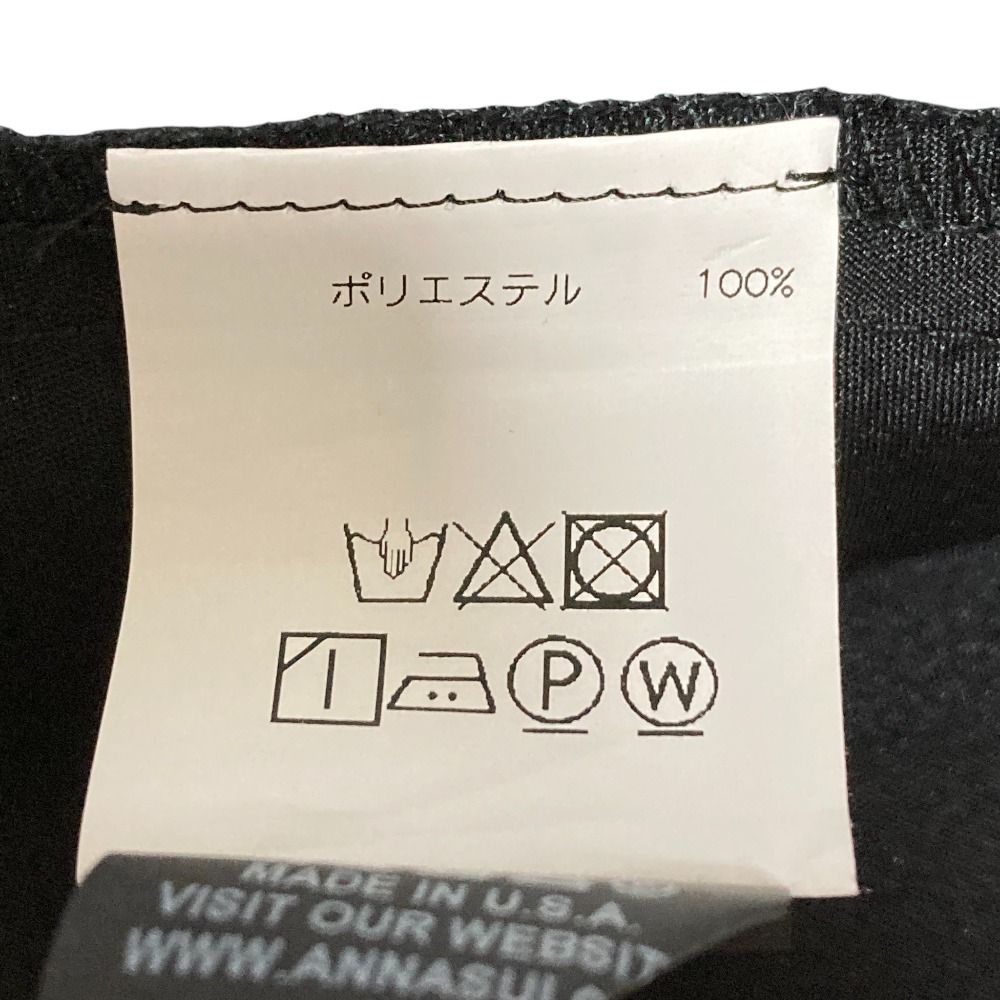 ポリエステル 100%
P W
MADE IN U.S.A.
VISIT OUR WEBSIT
WWW.ANNASUI.